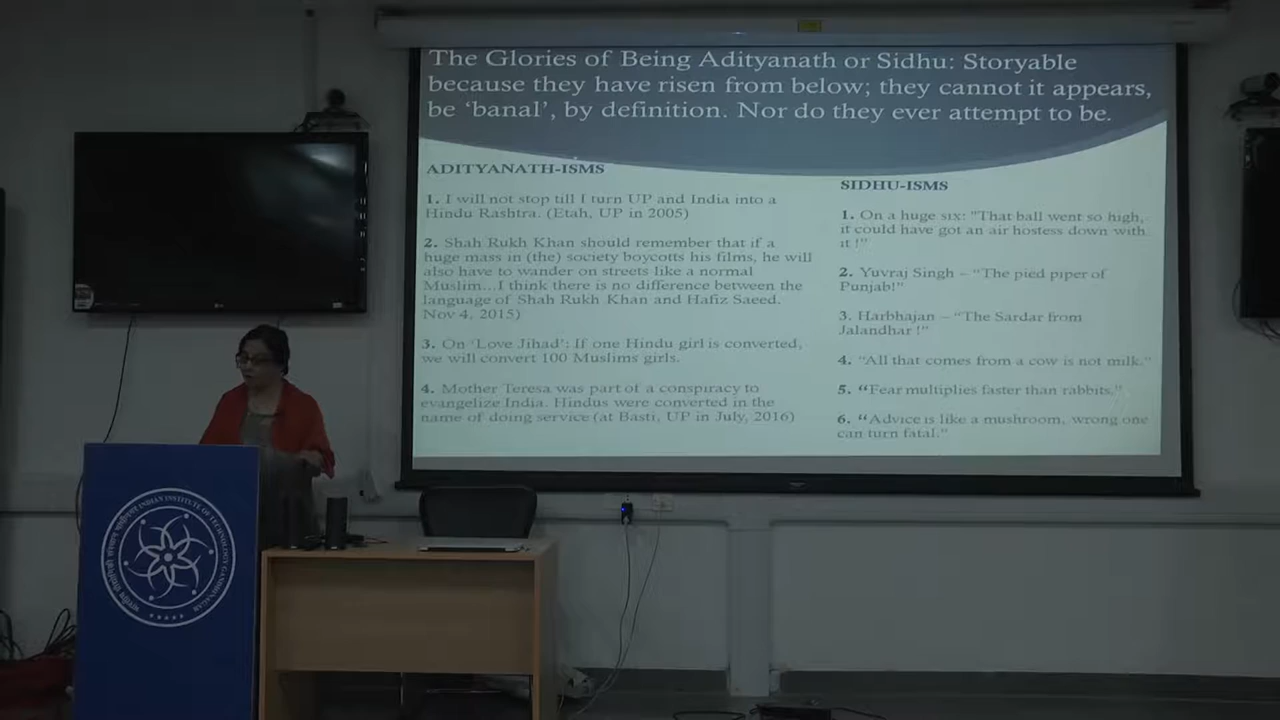 The Glories of Being Adityanath or Sidhu: Storyable
because they have risen from below; they cannot it appears,
be ‘banal’, by definition. Nor do they ever attempt to be.
ADITYANATH-ISMS
1. I will not stop till I turn UP and India into a
Hindu Rashtra. (Etah, UP in 2005)
2. Shah Rukh Khan should remember that if a
huge mass in (the) society boycotts his films, he will
also have to wander on streets like a normal
Muslim...I think there is no difference between the
language of Shah Rukh Khan and Hafiz Saeed.
Nov 4, 2015)
3. On ‘Love Jihad’: If one Hindu girl is converted,
we will convert 100 Muslims girls.
4. Mother Teresa was part of a conspiracy to
evangelize India. Hindus were converted in the
name of doing service (at Basti, UP in July, 2016)
SIDHU-ISMS
1. On a huge six: "That ball went so high,
it could have got an air hostess down with
it !"
2. Yuvraj Singh – “The pied piper of
Punjab!"
3. Harbhajan – “The Sardar from
Jalandhar !"
4. “All that comes from a cow is not milk.”
5. “Fear multiplies faster than rabbits."
6. “Advice is like a mushroom, wrong one
can turn fatal."
INDIAN INSTITUTE OF TECHNOLOGY GANDHINAGAR